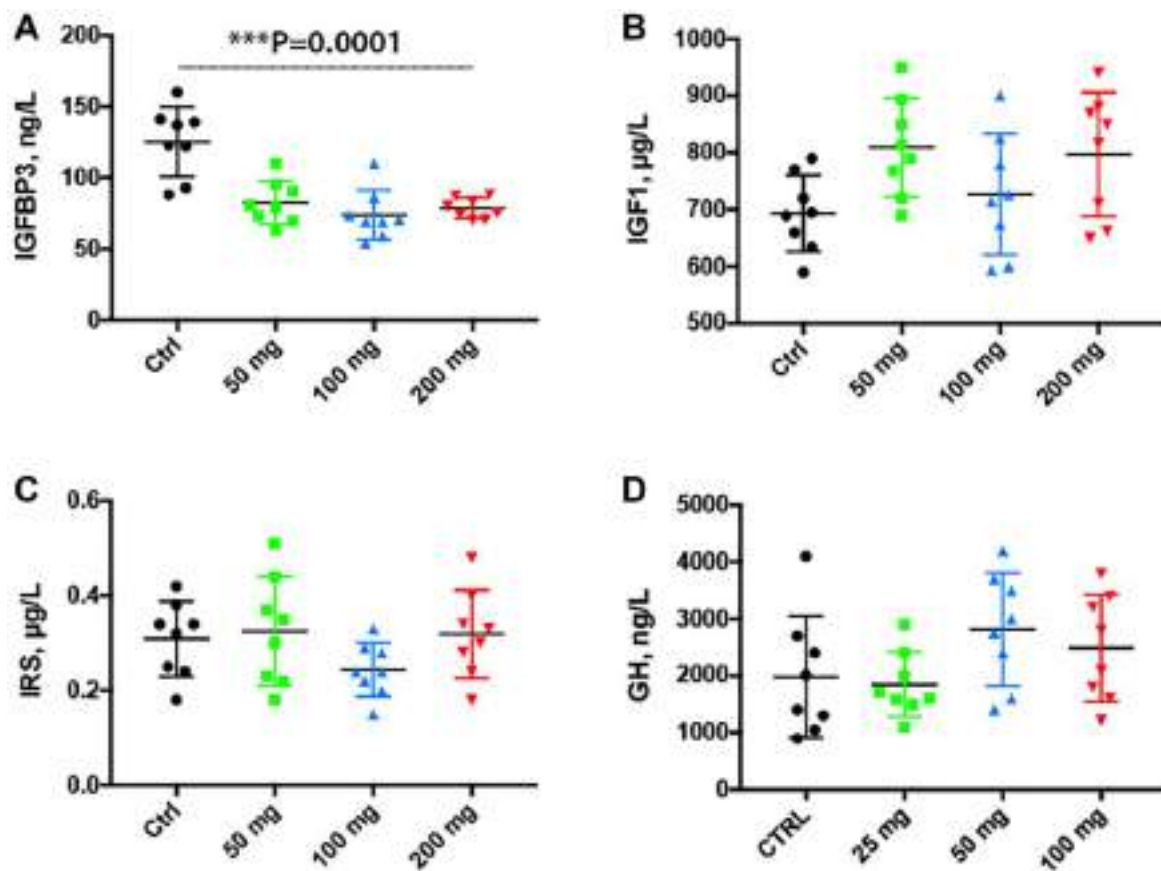 A
***P=0.0001
IGFBP3, ng/L
200
150
100
50
0
Ctrl
50 mg
100 mg
200 mg
B
IGF1, µg/L
1000
900
800
700
600
500
Ctrl
50 mg
100 mg
200 mg
C
IRS, µg/L
0.6
0.4
0.2
0.0
Ctrl
50 mg
100 mg
200 mg
D
GH, ng/L
5000
4000
3000
2000
1000
0
CTRL
25 mg
50 mg
100 mg